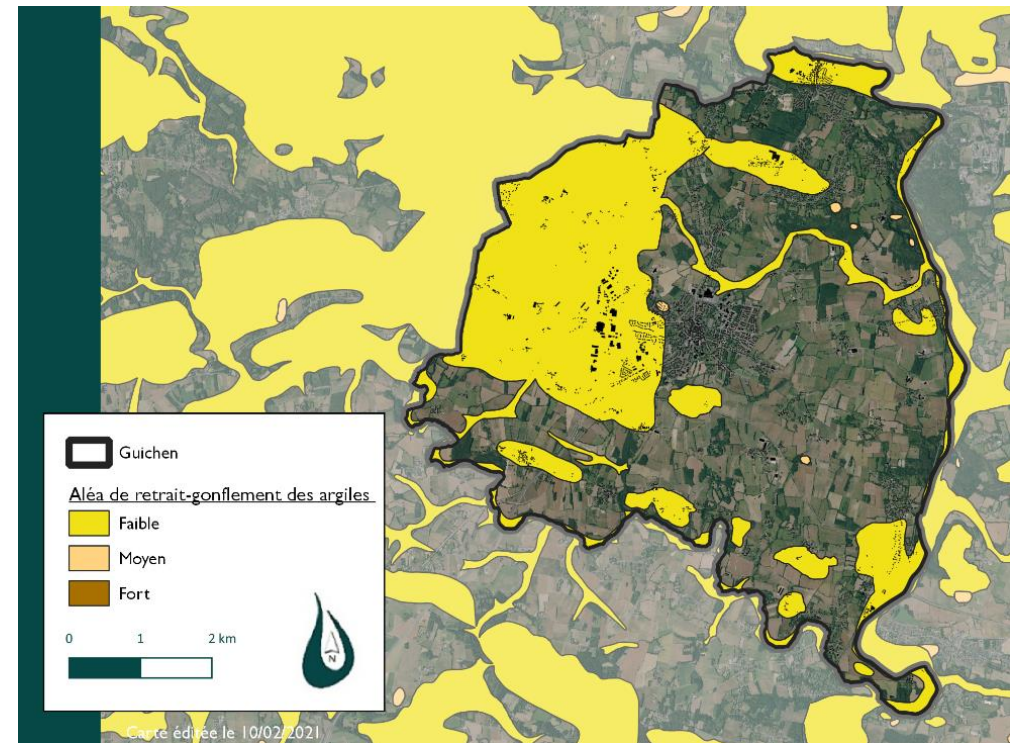 Guichen
Aléa de retrait-gonflement des argiles
Faible
Moyen
Fort
0 1 2 km
N
Carte éditée le 10/02/2021